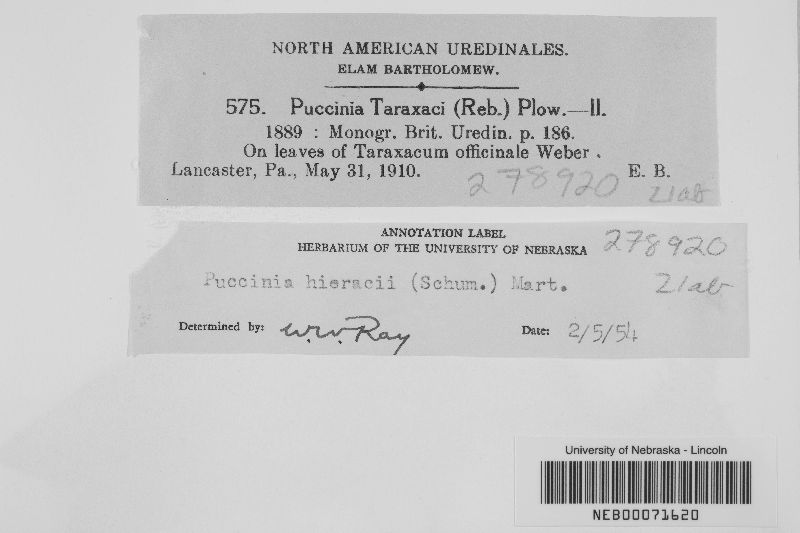 NORTH AMERICAN UREDINALES.
ELAM BARTHOLOMEW.
575. Puccinia Taraxaci (Reb.) Plow.—II.
1889 : Monogr. Brit. Uredin. p. 186.
On leaves of Taraxacum officinale Weber .
Lancaster, Pa., May 31, 1910. E. B.
278920
21ab
ANNOTATION LABEL
HERBARIUM OF THE UNIVERSITY OF NEBRASKA 278920
Puccinia hieracii (Schum.) Mart. 21ab
Determined by: W.W. Ray Date: 2/5/54
University of Nebraska - Lincoln
NEB00071620